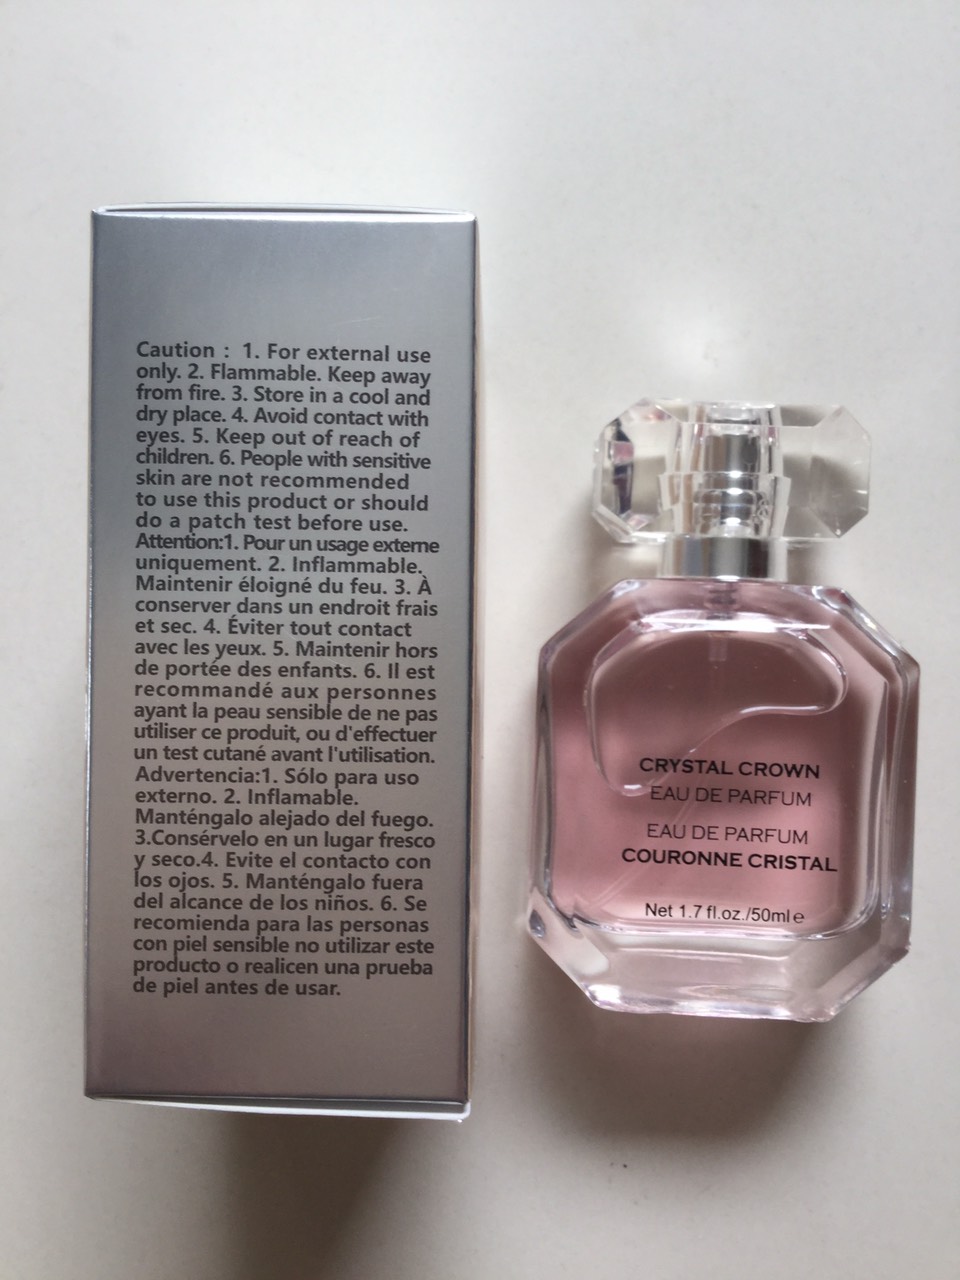 Caution : 1. For external use
only. 2. Flammable. Keep away
from fire. 3. Store in a cool and
dry place. 4. Avoid contact with
eyes. 5. Keep out of reach of
children. 6. People with sensitive
skin are not recommended
to use this product or should
do a patch test before use.
Attention:1. Pour un usage externe
uniquement. 2. Inflammable.
Maintenir éloigné du feu. 3. À
conserver dans un endroit frais
et sec. 4. Éviter tout contact
avec les yeux. 5. Maintenir hors
de portée des enfants. 6. Il est
recommandé aux personnes
ayant la peau sensible de ne pas
utiliser ce produit, ou d'effectuer
un test cutané avant l'utilisation.
Advertencia:1. Sólo para uso
externo. 2. Inflamable.
Manténgalo alejado del fuego.
3.Consérvelo en un lugar fresco
y seco.4. Evite el contacto con
los ojos. 5. Manténgalo fuera
del alcance de los niños. 6. Se
recomienda para las personas
con piel sensible no utilizar este
producto o realicen una prueba
de piel antes de usar.
CRYSTAL CROWN
EAU DE PARFUM
EAU DE PARFUM
COURONNE CRISTAL
Net 1.7 fl.oz./50ml e